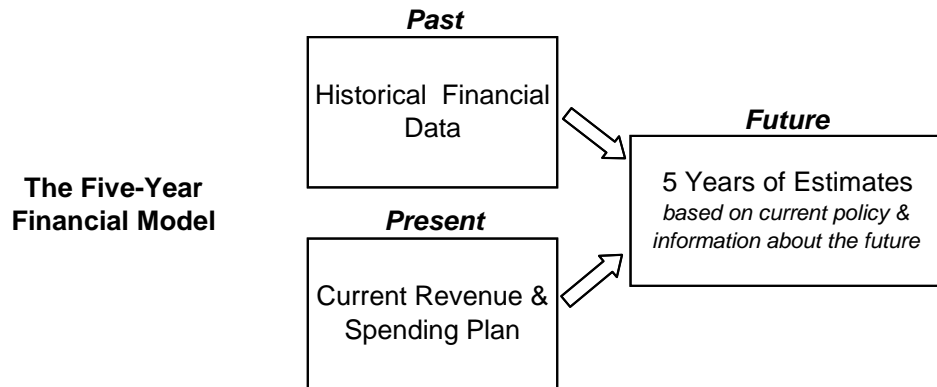 The Five-Year
Financial Model
Past
Historical Financial
Data
Present
Current Revenue &
Spending Plan
Future
5 Years of Estimates
based on current policy &
information about the future